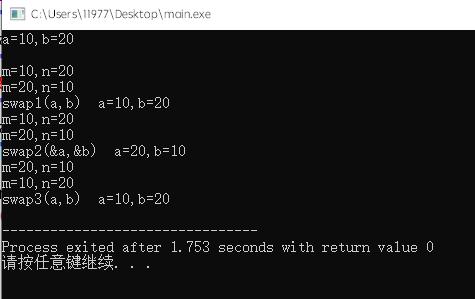 C:\Users\11977\Desktop\main.exe
a=10,b=20
m=10,n=20
m=20,n=10
swap1(a,b)  a=10,b=20
m=10,n=20
m=20,n=10
swap2(&a,&b)  a=20,b=10
m=20,n=10
m=10,n=20
swap3(a,b)  a=10,b=20
--------------------------------
Process exited after 1.753 seconds with return value 0
请按任意键继续. . .